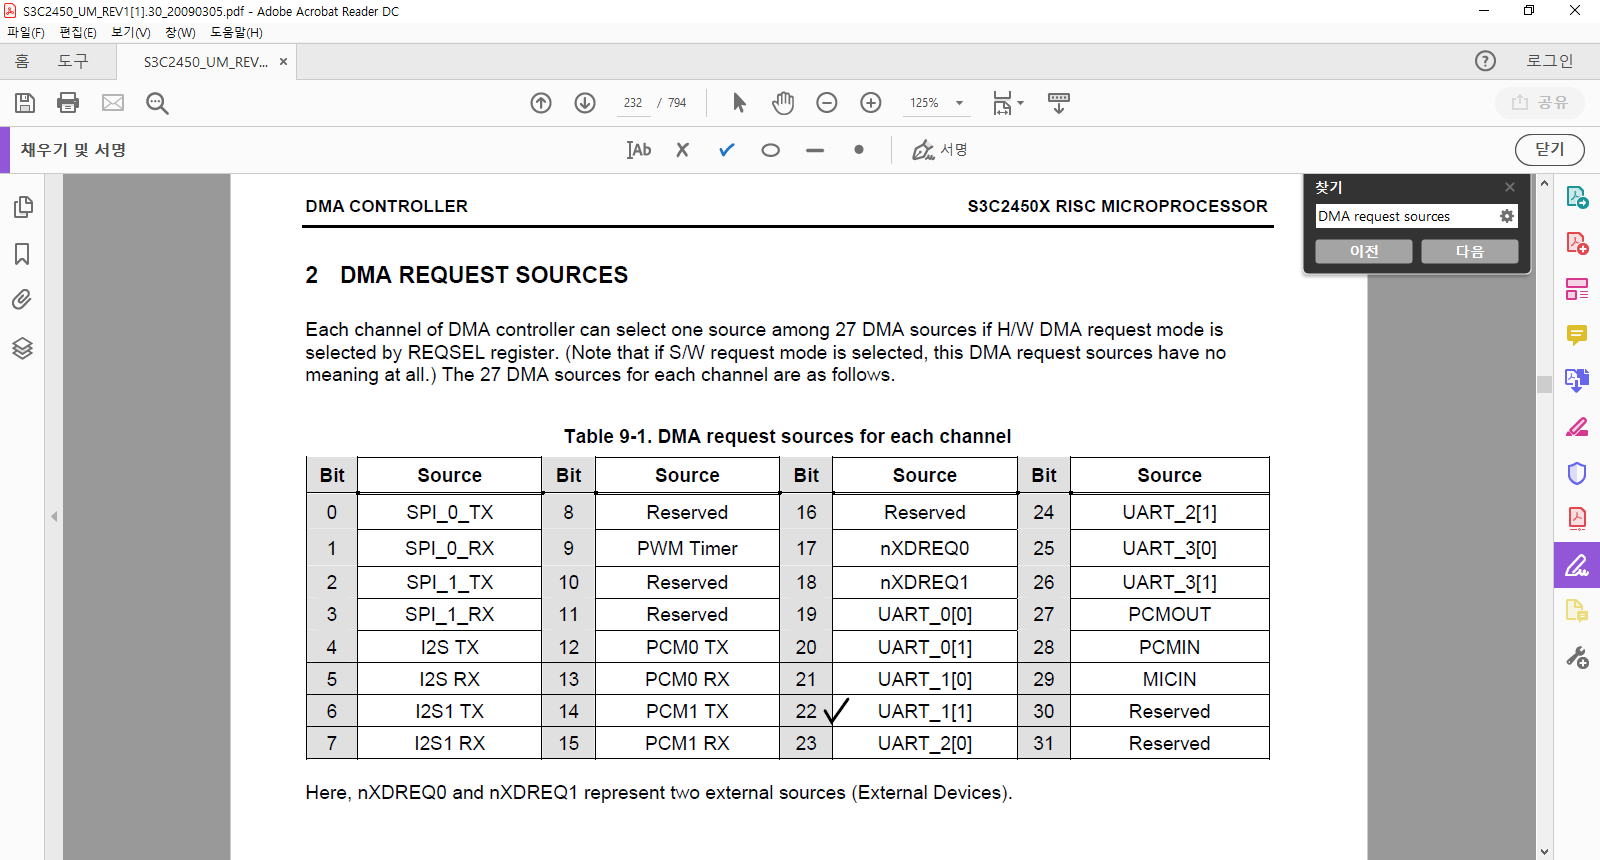 S3C2450_UM_REV1[1].30_20090305.pdf - Adobe Acrobat Reader DC
파일(F) 편집(E) 보기(V) 창(W) 도움말(H)
홈 도구 S3C2450_UM_REV... × ? 로그인
232 / 794 125% 공유
채우기 및 서명 Ab 서명 닫기
찾기
DMA request sources
이전 다음
DMA CONTROLLER S3C2450X RISC MICROPROCESSOR
2 DMA REQUEST SOURCES
Each channel of DMA controller can select one source among 27 DMA sources if H/W DMA request mode is
selected by REQSEL register. (Note that if S/W request mode is selected, this DMA request sources have no
meaning at all.) The 27 DMA sources for each channel are as follows.
Table 9-1. DMA request sources for each channel
Bit Source Bit Source Bit Source Bit Source
0 SPI_0_TX 8 Reserved 16 Reserved 24 UART_2[1]
1 SPI_0_RX 9 PWM Timer 17 nXDREQ0 25 UART_3[0]
2 SPI_1_TX 10 Reserved 18 nXDREQ1 26 UART_3[1]
3 SPI_1_RX 11 Reserved 19 UART_0[0] 27 PCMOUT
4 I2S TX 12 PCM0 TX 20 UART_0[1] 28 PCMIN
5 I2S RX 13 PCM0 RX 21 UART_1[0] 29 MICIN
6 I2S1 TX 14 PCM1 TX 22 UART_1[1] 30 Reserved
7 I2S1 RX 15 PCM1 RX 23 UART_2[0] 31 Reserved
Here, nXDREQ0 and nXDREQ1 represent two external sources (External Devices).